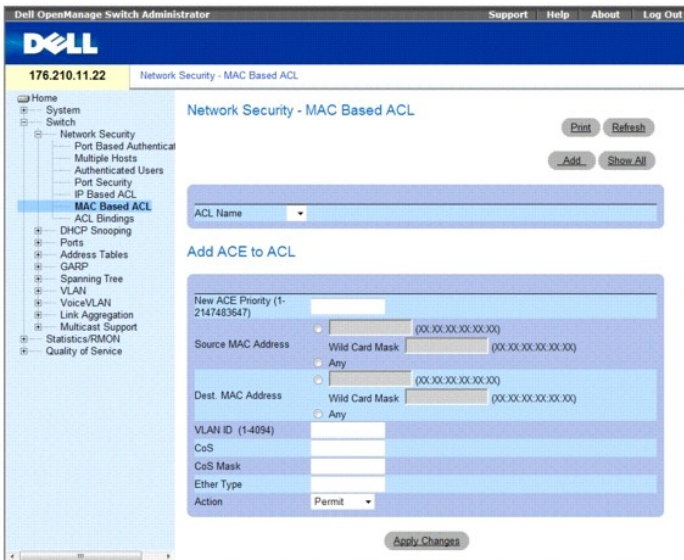 Dell OpenManage Switch Administrator Support Help About Log Out
DELL
176.210.11.22 Network Security - MAC Based ACL
Home
System
Switch
Network Security
Port Based Authenticat
Multiple Hosts
Authenticated Users
Port Security
IP Based ACL
MAC Based ACL
ACL Bindings
DHCP Snooping
Ports
Address Tables
GARP
Spanning Tree
VLAN
VoiceVLAN
Link Aggregation
Multicast Support
Statistics/RMON
Quality of Service
Network Security - MAC Based ACL
Print Refresh
Add Show All
ACL Name
Add ACE to ACL
New ACE Priority (1-
2147483647)
Source MAC Address
(XX:XX:XX:XX:XX:XX)
Wild Card Mask (XX:XX:XX:XX:XX:XX)
Any
Dest. MAC Address
(XX:XX:XX:XX:XX:XX)
Wild Card Mask (XX:XX:XX:XX:XX:XX)
Any
VLAN ID (1-4094)
CoS
CoS Mask
Ether Type
Action Permit
Apply Changes